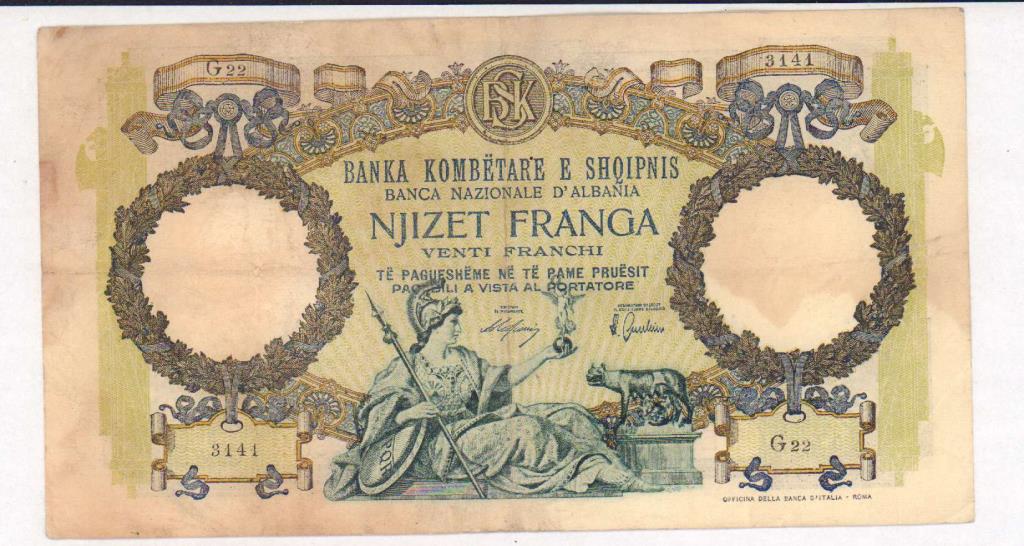 G22
3141
BSK
BANKA KOMBËTARE E SHQIPNIS
BANCA NAZIONALE D'ALBANIA
NJIZET FRANGA
VENTI FRANCHI
TË PAGUESHËME NË TË PAME PRUËSIT
PAGABILI A VISTA AL PORTATORE
3141
G22
OFFICINA DELLA BANCA D'ITALIA - ROMA